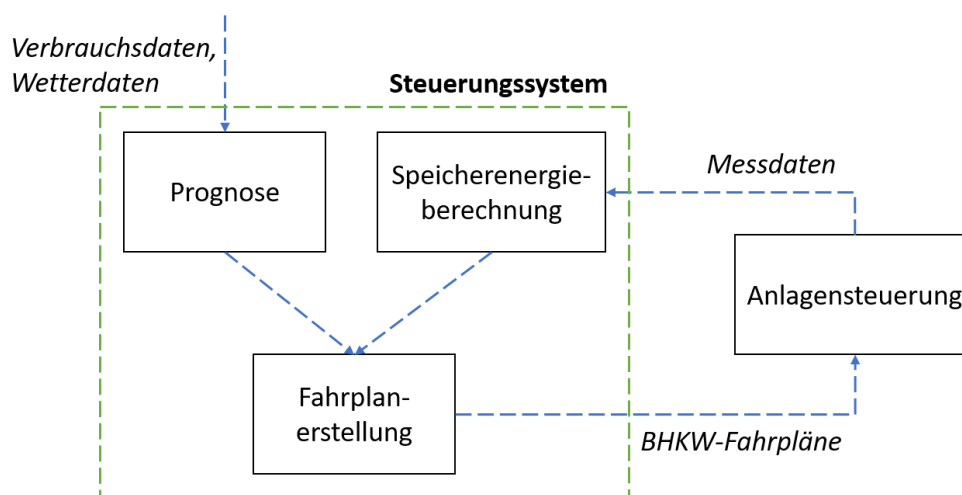 Verbrauchsdaten,
Wetterdaten
Steuerungssystem
Prognose
Speicherenergie-
berechnung
Messdaten
Anlagensteuerung
Fahrplan-
erstellung
BHKW-Fahrpläne